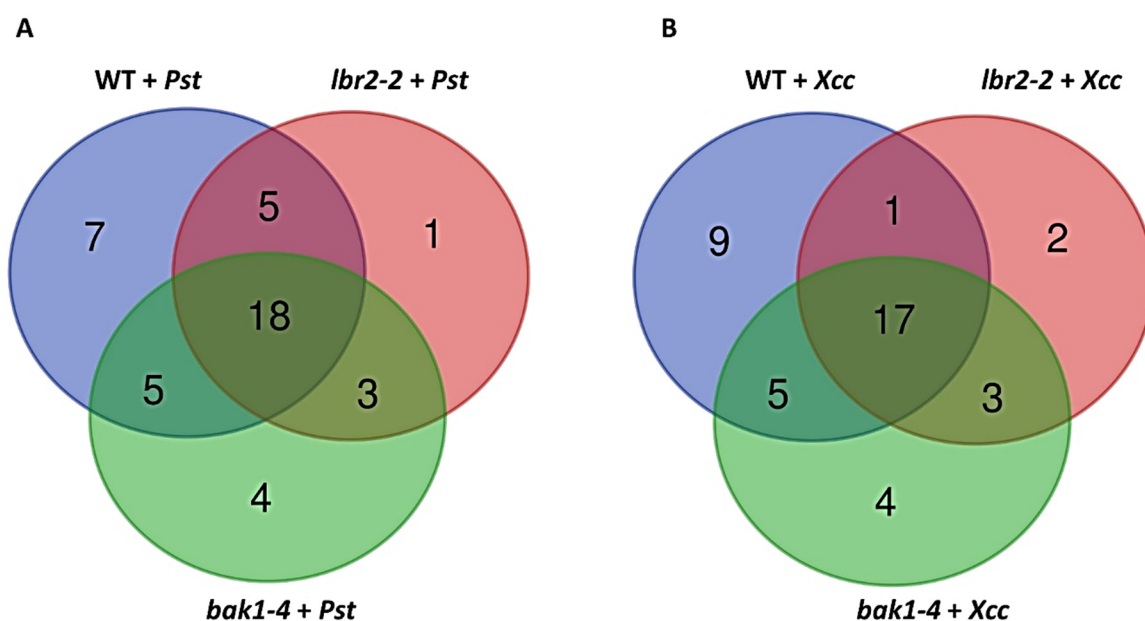 A
B
WT + Pst
lbr2-2 + Pst
WT + Xcc
lbr2-2 + Xcc
7
5
1
9
1
2
18
17
5
3
5
3
4
4
bak1-4 + Pst
bak1-4 + Xcc